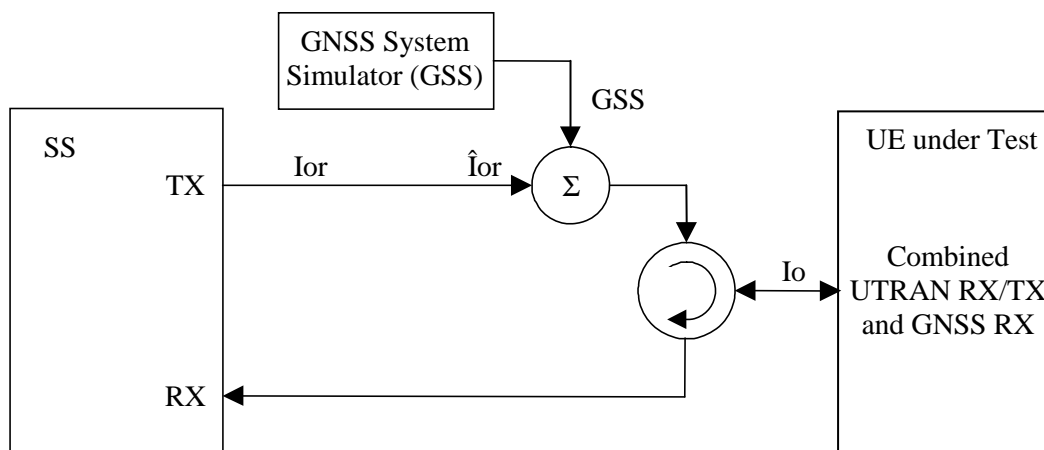 GNSS System
Simulator (GSS)
GSS
SS
UE under Test
TX
Ior
Îor
Σ
Combined
UTRAN RX/TX
and GNSS RX
Io
RX